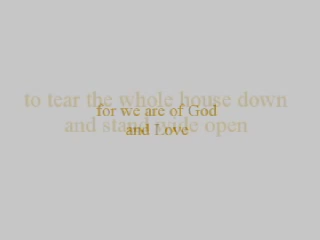 to tear the whole house down
for we are of God
and stand wide open
and Love